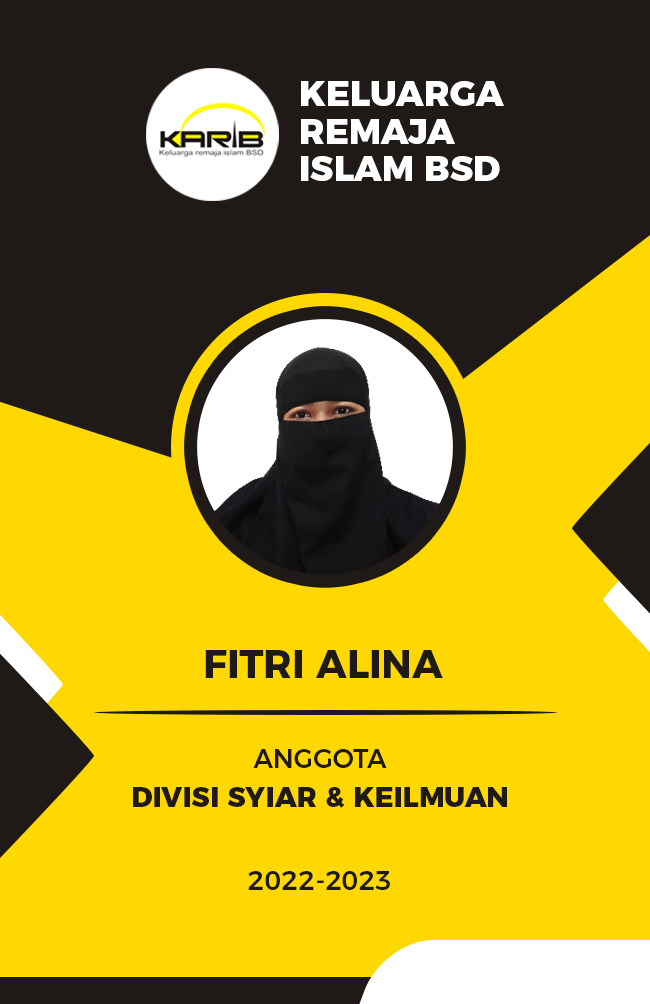 KARIB
Keluarga remaja islam BSD
KELUARGA
REMAJA
ISLAM BSD
FITRI ALINA
ANGGOTA
DIVISI SYIAR & KEILMUAN
2022-2023